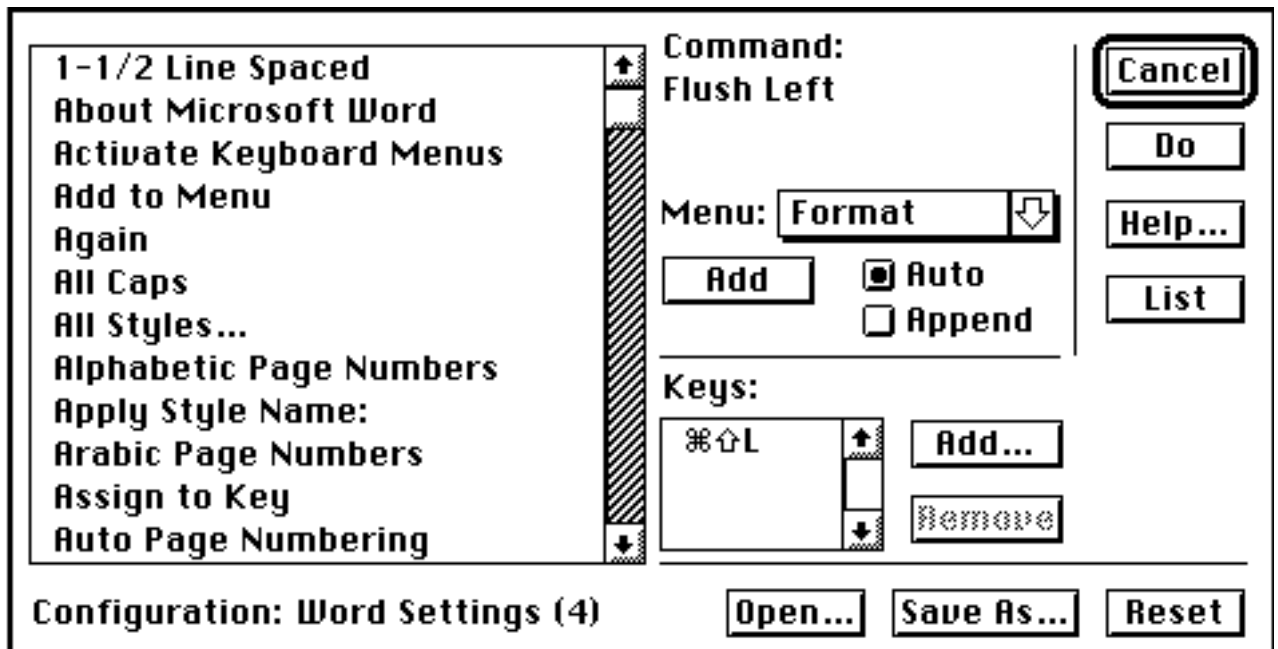 1-1/2 Line Spaced
About Microsoft Word
Activate Keyboard Menus
Add to Menu
Again
All Caps
All Styles...
Alphabetic Page Numbers
Apply Style Name:
Arabic Page Numbers
Assign to Key
Auto Page Numbering
Configuration: Word Settings (4)
Command:
Flush Left
Menu: Format
Add
Auto
Append
Keys:
⌘⇧L
Add...
Remove
Cancel
Do
Help...
List
Open...
Save As...
Reset